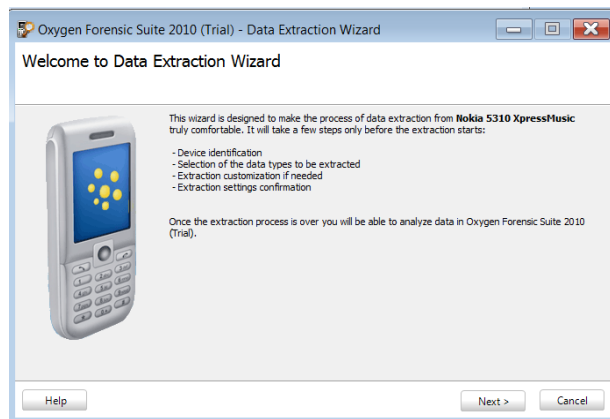 Oxygen Forensic Suite 2010 (Trial) - Data Extraction Wizard
Welcome to Data Extraction Wizard
This wizard is designed to make the process of data extraction from Nokia 5310 XpressMusic
truly comfortable. It will take a few steps only before the extraction starts:
- Device identification
- Selection of the data types to be extracted
- Extraction customization if needed
- Extraction settings confirmation
Once the extraction process is over you will be able to analyze data in Oxygen Forensic Suite 2010
(Trial).
Help
Next >
Cancel